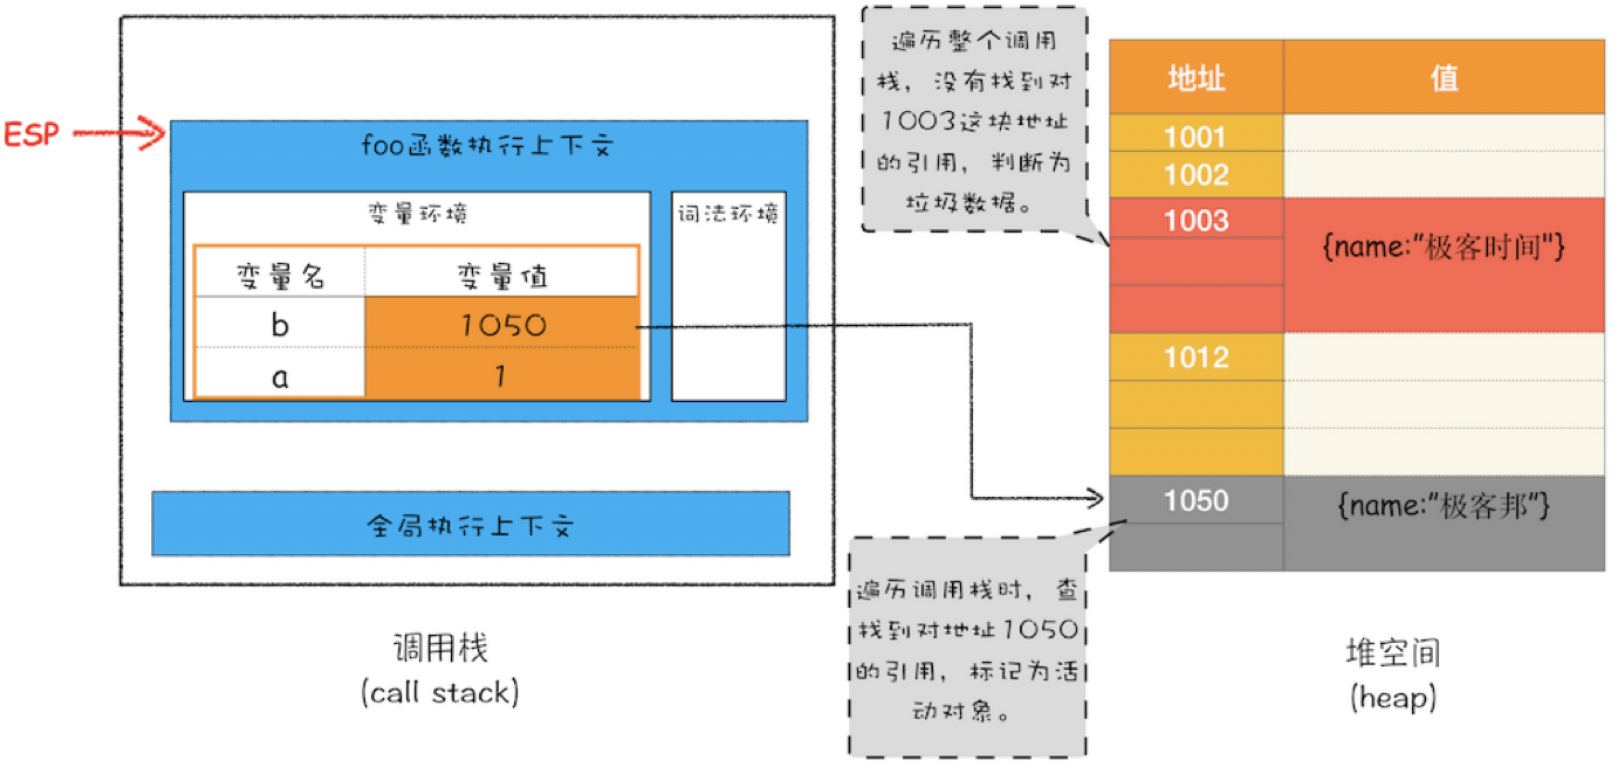 ESP
foo函数执行上下文
变量环境
词法环境
变量名 变量值
b 1050
a 1
全局执行上下文
调用栈
(call stack)
遍历整个调用
栈，没有找到对
1003这块地址
的引用，判断为
垃圾数据。
遍历调用栈时，查
找到对地址1050
的引用，标记为活
动对象。
地址 值
1001
1002
1003 {name:"极客时间"}
1012
1050 {name:"极客邦"}
堆空间
(heap)